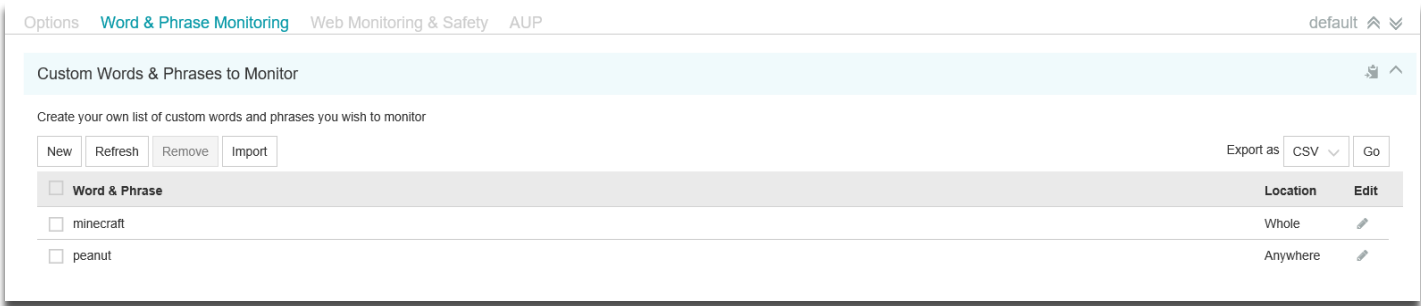 Options Word & Phrase Monitoring Web Monitoring & Safety AUP default
Custom Words & Phrases to Monitor
Create your own list of custom words and phrases you wish to monitor
New Refresh Remove Import Export as CSV Go
Word & Phrase Location Edit
minecraft Whole
peanut Anywhere